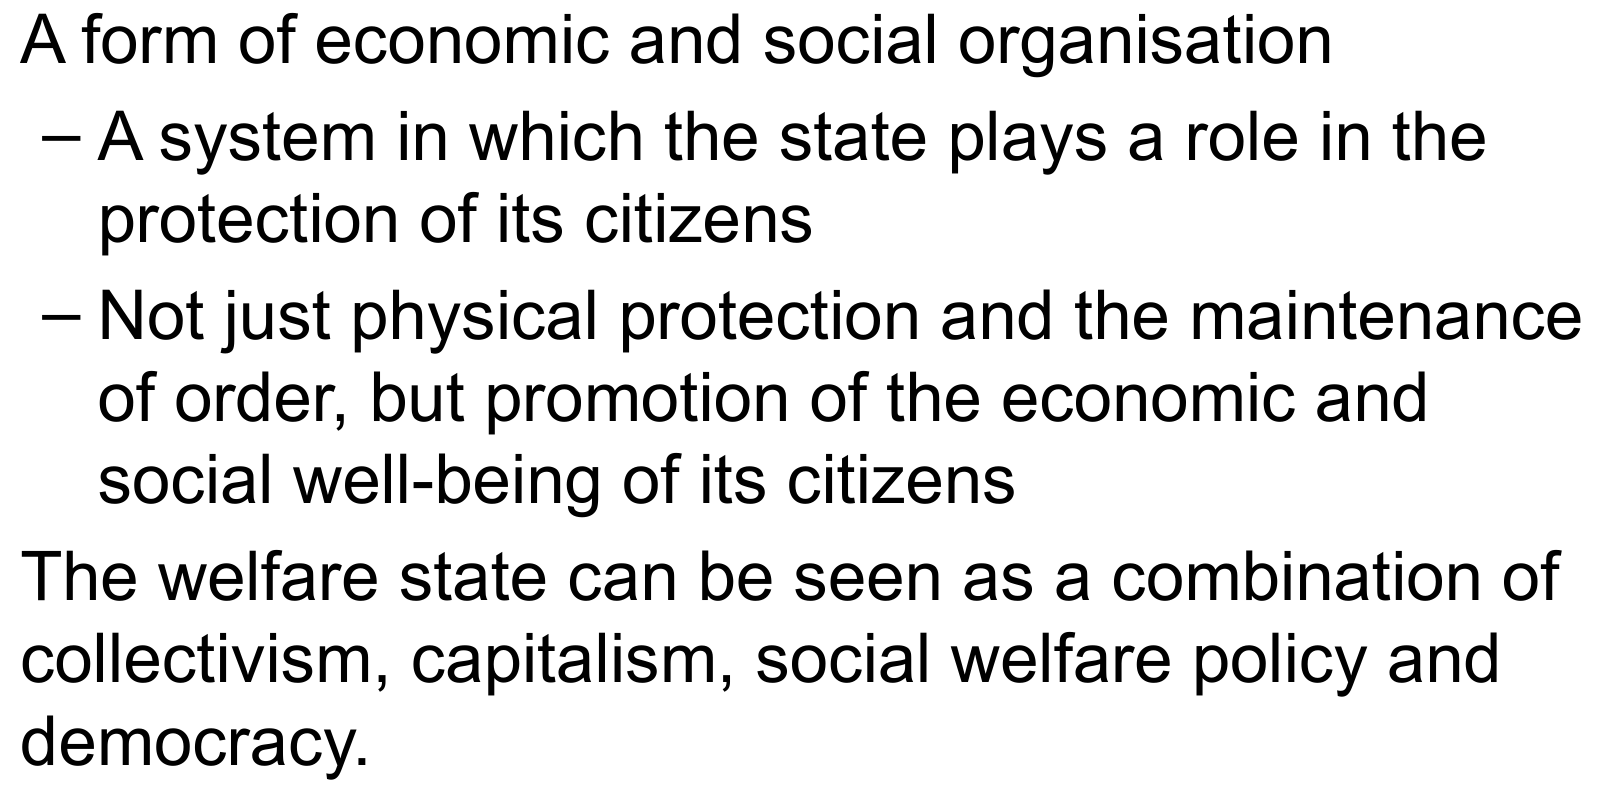 A form of economic and social organisation
– A system in which the state plays a role in the
protection of its citizens
– Not just physical protection and the maintenance
of order, but promotion of the economic and
social well-being of its citizens
The welfare state can be seen as a combination of
collectivism, capitalism, social welfare policy and
democracy.